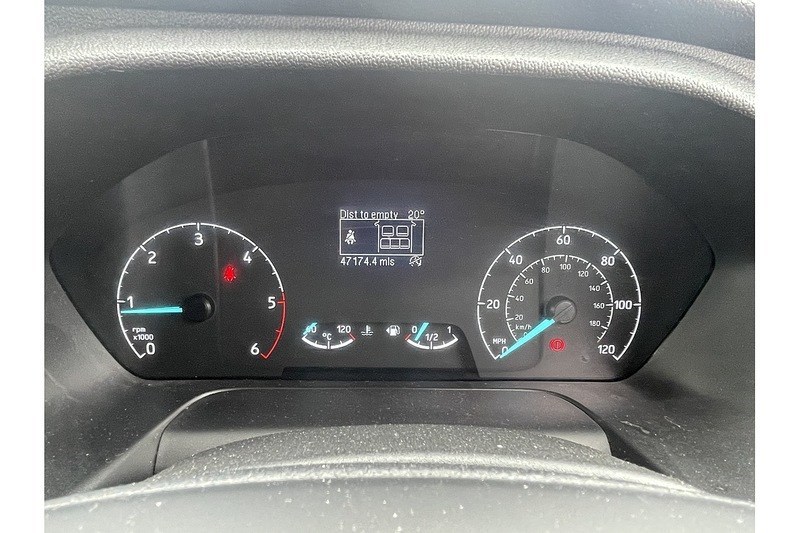 Dist to empty 20°
47174.4 mls
0 1 2 3 4 5 6
rpm
x1000
60 120
°C
0 1/2 1
0 20 40 60 80 100 120
MPH
20 40 60 80 100 120 140 160 180
km/h